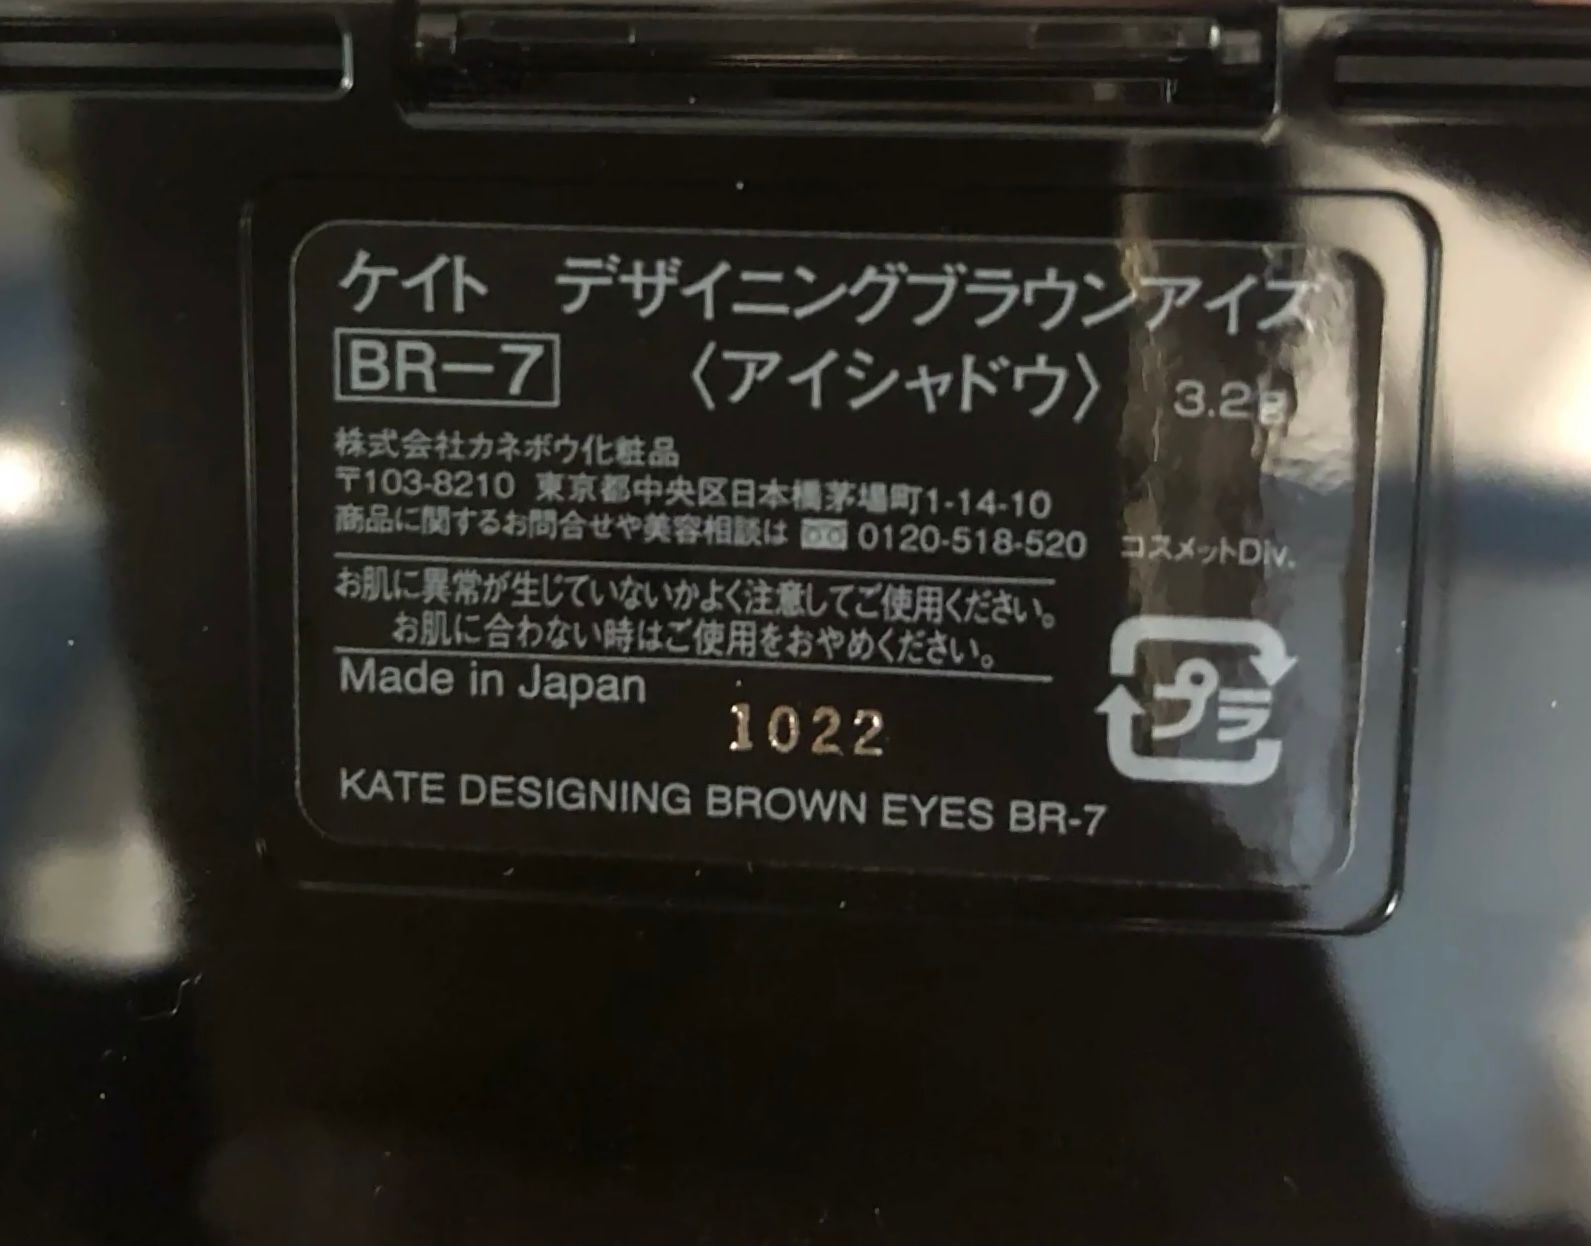 ケイト　デザイニングブラウンアイズ
BR-7 〈アイシャドウ〉 3.2g
株式会社カネボウ化粧品
〒103-8210 東京都中央区日本橋茅場町1-14-10
商品に関するお問合せや美容相談は 0120-518-520 コスメットDiv.
お肌に異常が生じていないかよく注意してご使用ください。
お肌に合わない時はご使用をおやめください。
Made in Japan
プラ
1022
KATE DESIGNING BROWN EYES BR-7